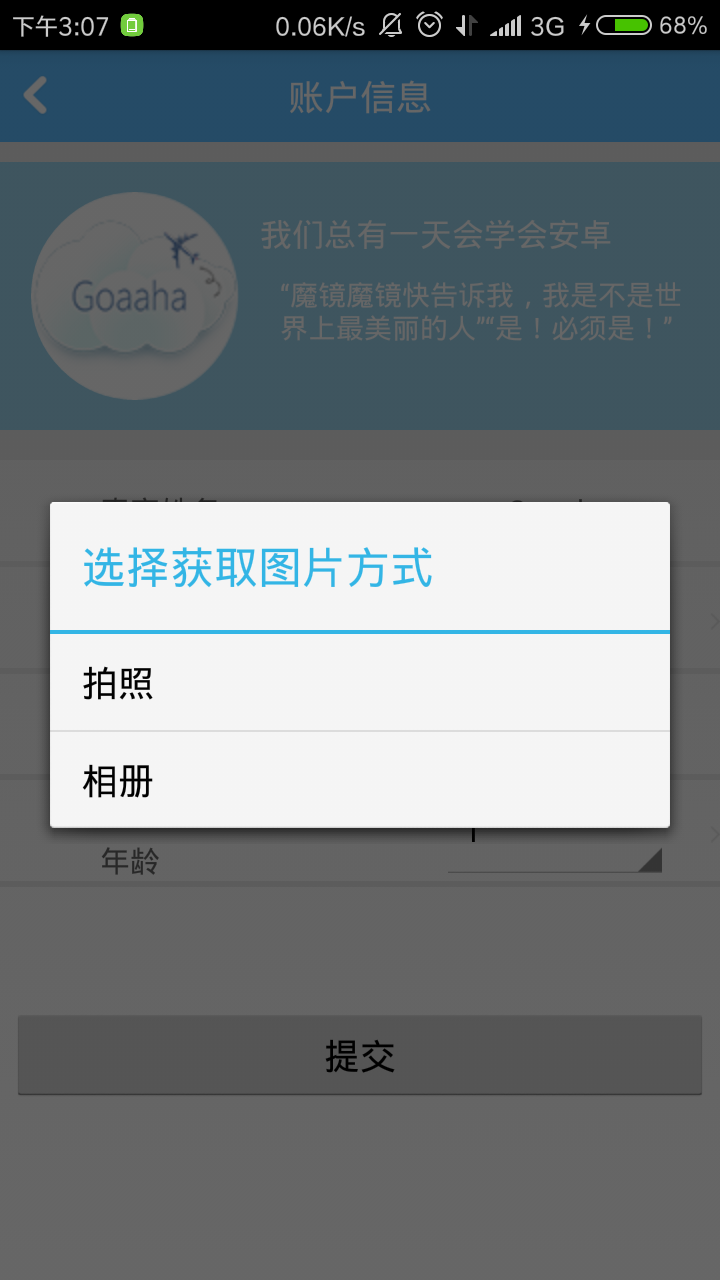 下午3:07 0.06K/s 3G 68%
账户信息
Goaaha
我们总有一天会学会安卓
“魔镜魔镜快告诉我，我是不是世
界上最美丽的人”“是！必须是！”
选择获取图片方式
拍照
相册
年龄
提交